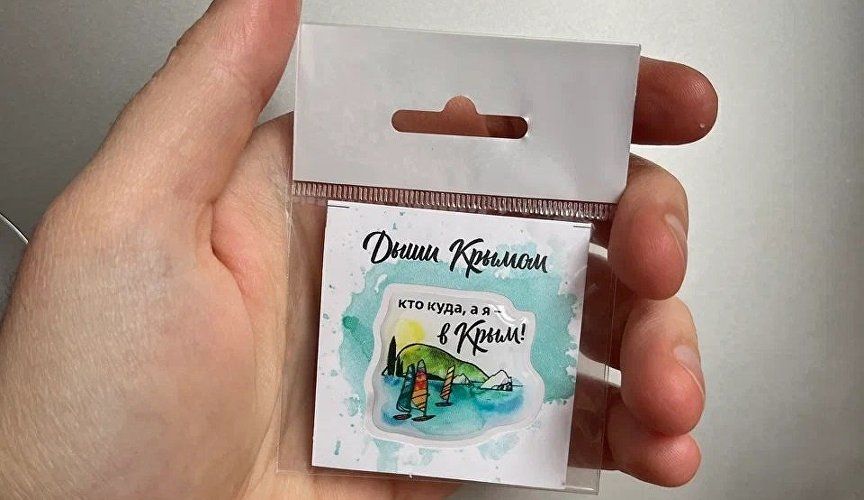 Дыши Крымом
кто куда, а я –
в Крым!